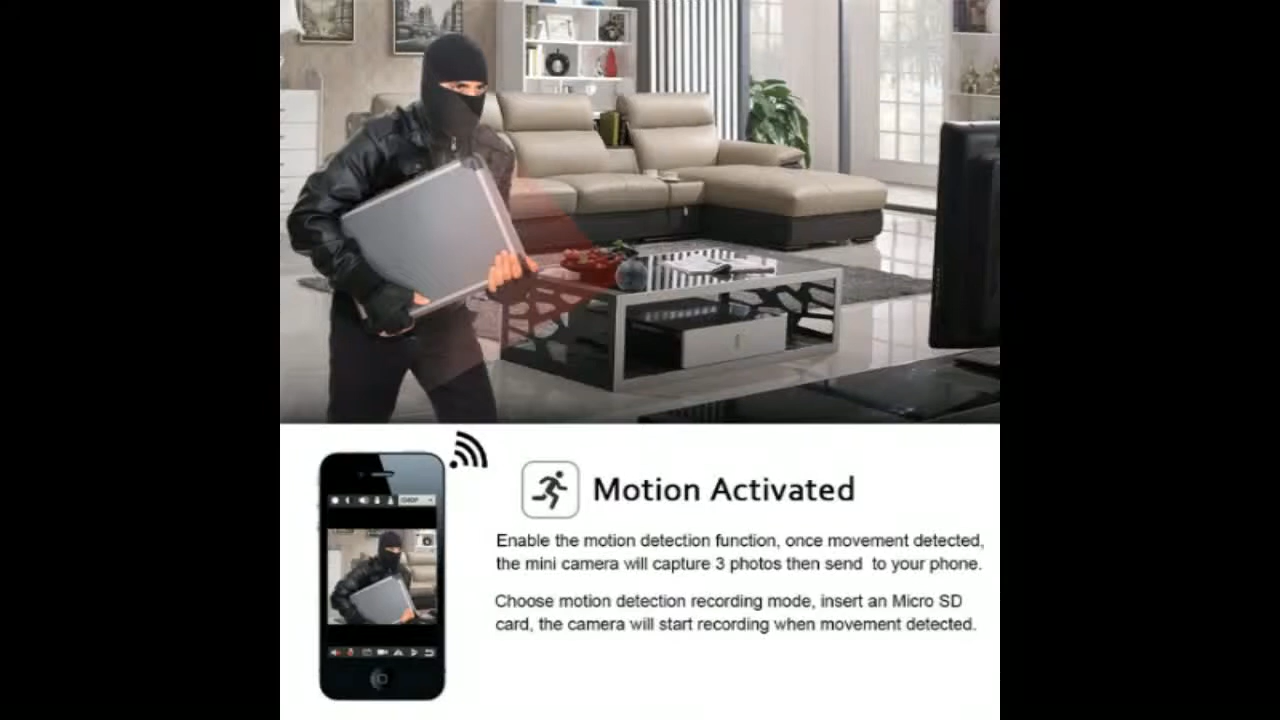 Motion Activated
Enable the motion detection function, once movement detected,
the mini camera will capture 3 photos then send to your phone.
Choose motion detection recording mode, insert an Micro SD
card, the camera will start recording when movement detected.